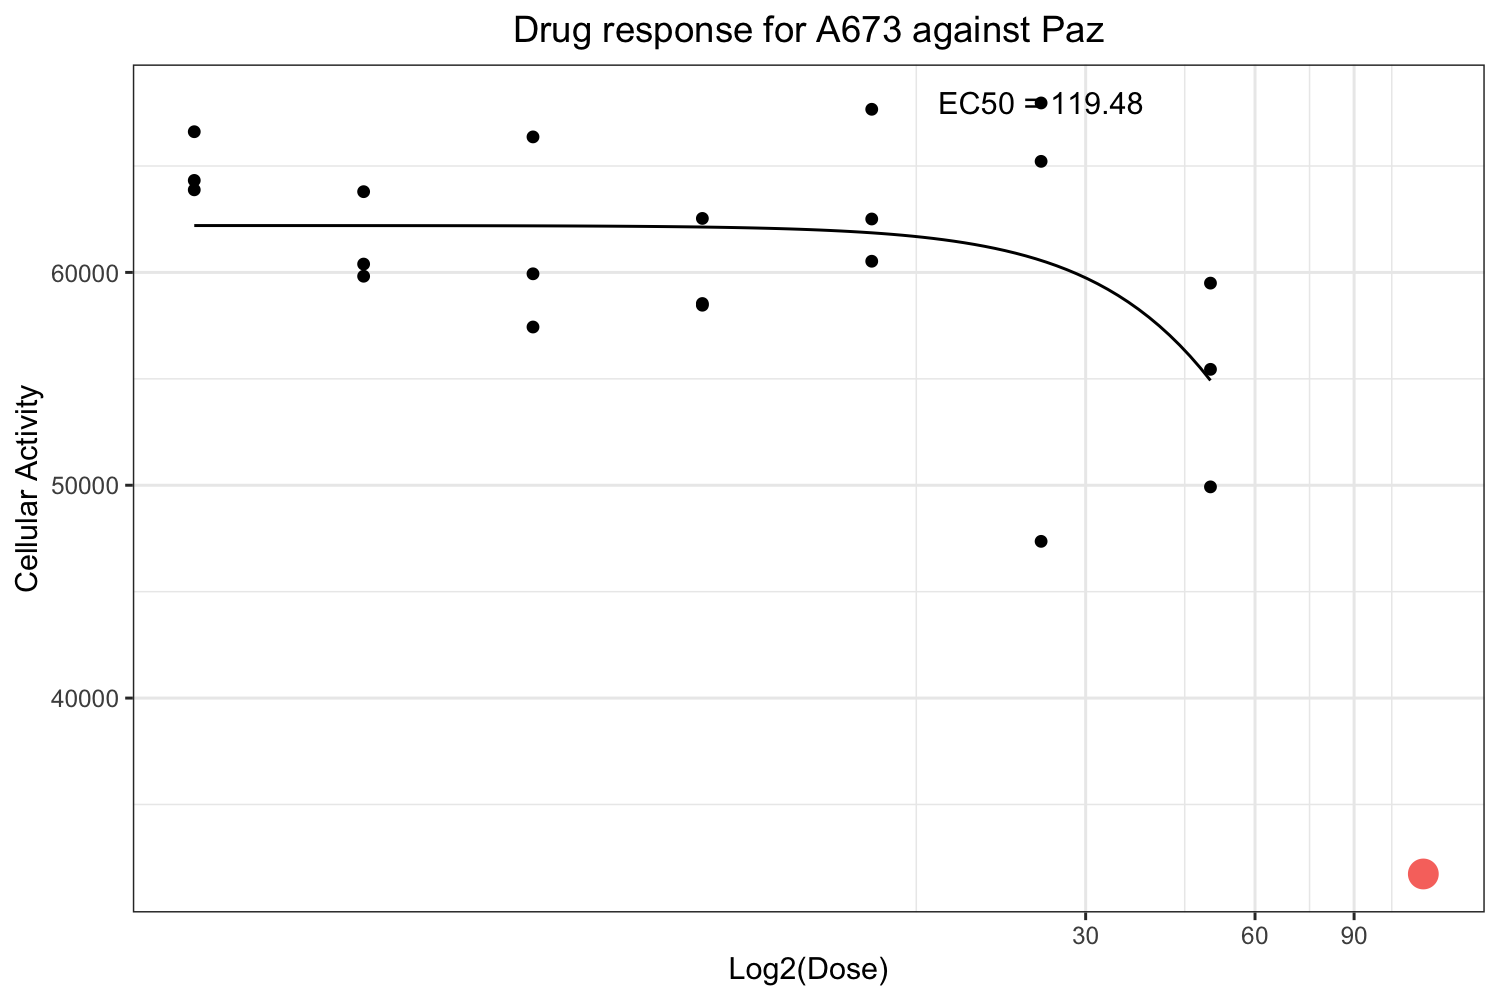 Drug response for A673 against Paz
EC50 = 119.48
Cellular Activity
60000
50000
40000
30
60
90
Log2(Dose)